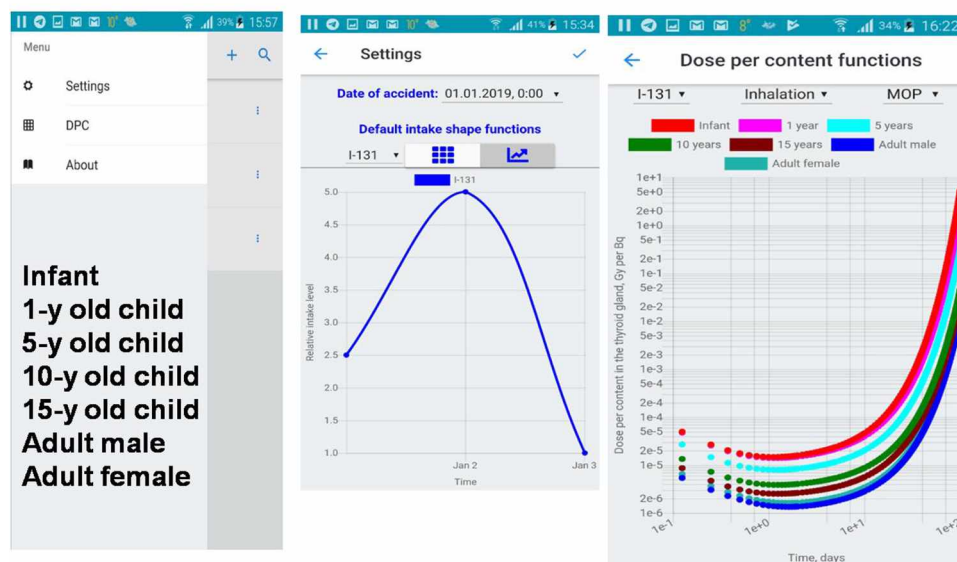 10° 39% 15:57
Menu
Settings
DPC
About
Infant
1-y old child
5-y old child
10-y old child
15-y old child
Adult male
Adult female
10° 41% 15:34
Settings
Date of accident: 01.01.2019, 0:00
Default intake shape functions
I-131
I-131
Relative intake level
5.0
4.5
4.0
3.5
3.0
2.5
2.0
1.5
1.0
Jan 2 Jan 3
Time
8° 34% 16:22
Dose per content functions
I-131 Inhalation MOP
Infant 1 year 5 years
10 years 15 years Adult male
Adult female
Dose per content in the thyroid gland, Gy per Bq
1e+1
5e+0
2e+0
1e+0
5e-1
2e-1
1e-1
5e-2
2e-2
1e-2
5e-3
2e-3
1e-3
5e-4
2e-4
1e-4
5e-5
2e-5
1e-5
2e-6
1e-6
1e-1 1e+0 1e+1
Time, days